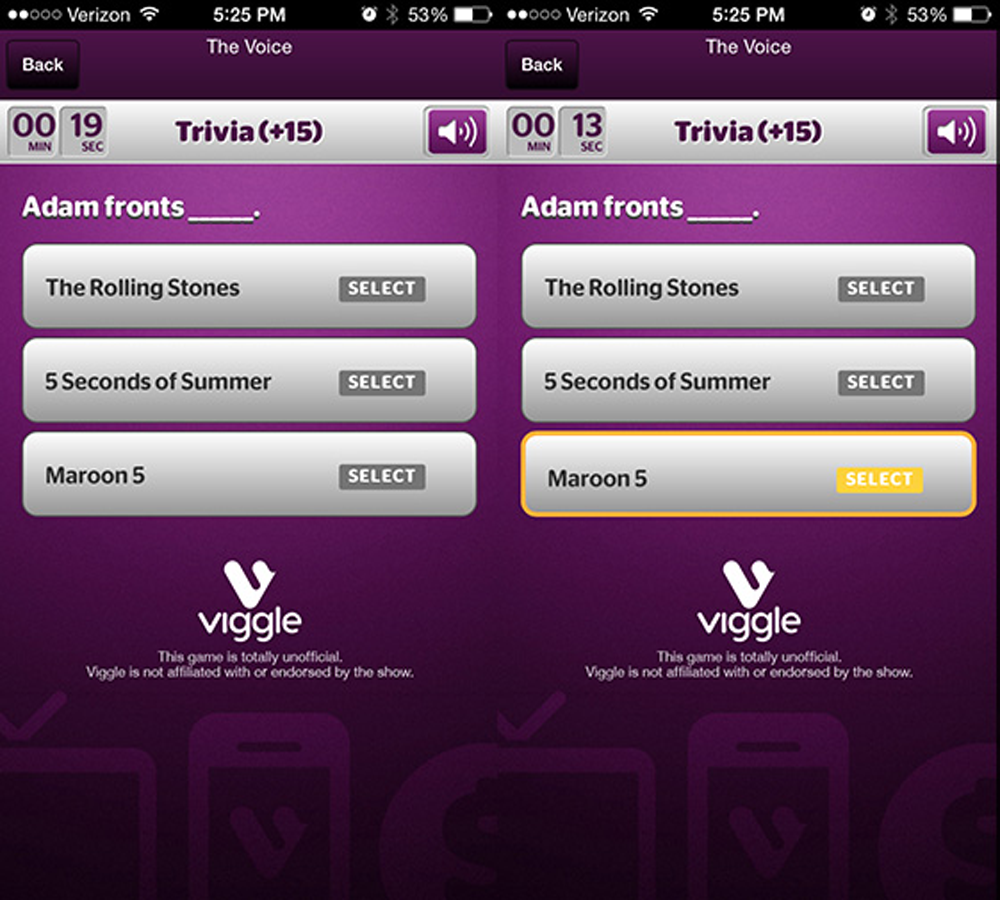 Verizon 5:25 PM 53%
The Voice
Back
00 MIN 19 SEC Trivia (+15)
Adam fronts _____.
The Rolling Stones SELECT
5 Seconds of Summer SELECT
Maroon 5 SELECT
viggle
This game is totally unofficial.
Viggle is not affiliated with or endorsed by the show.
Verizon 5:25 PM 53%
The Voice
Back
00 MIN 13 SEC Trivia (+15)
Adam fronts _____.
The Rolling Stones SELECT
5 Seconds of Summer SELECT
Maroon 5 SELECT
viggle
This game is totally unofficial.
Viggle is not affiliated with or endorsed by the show.